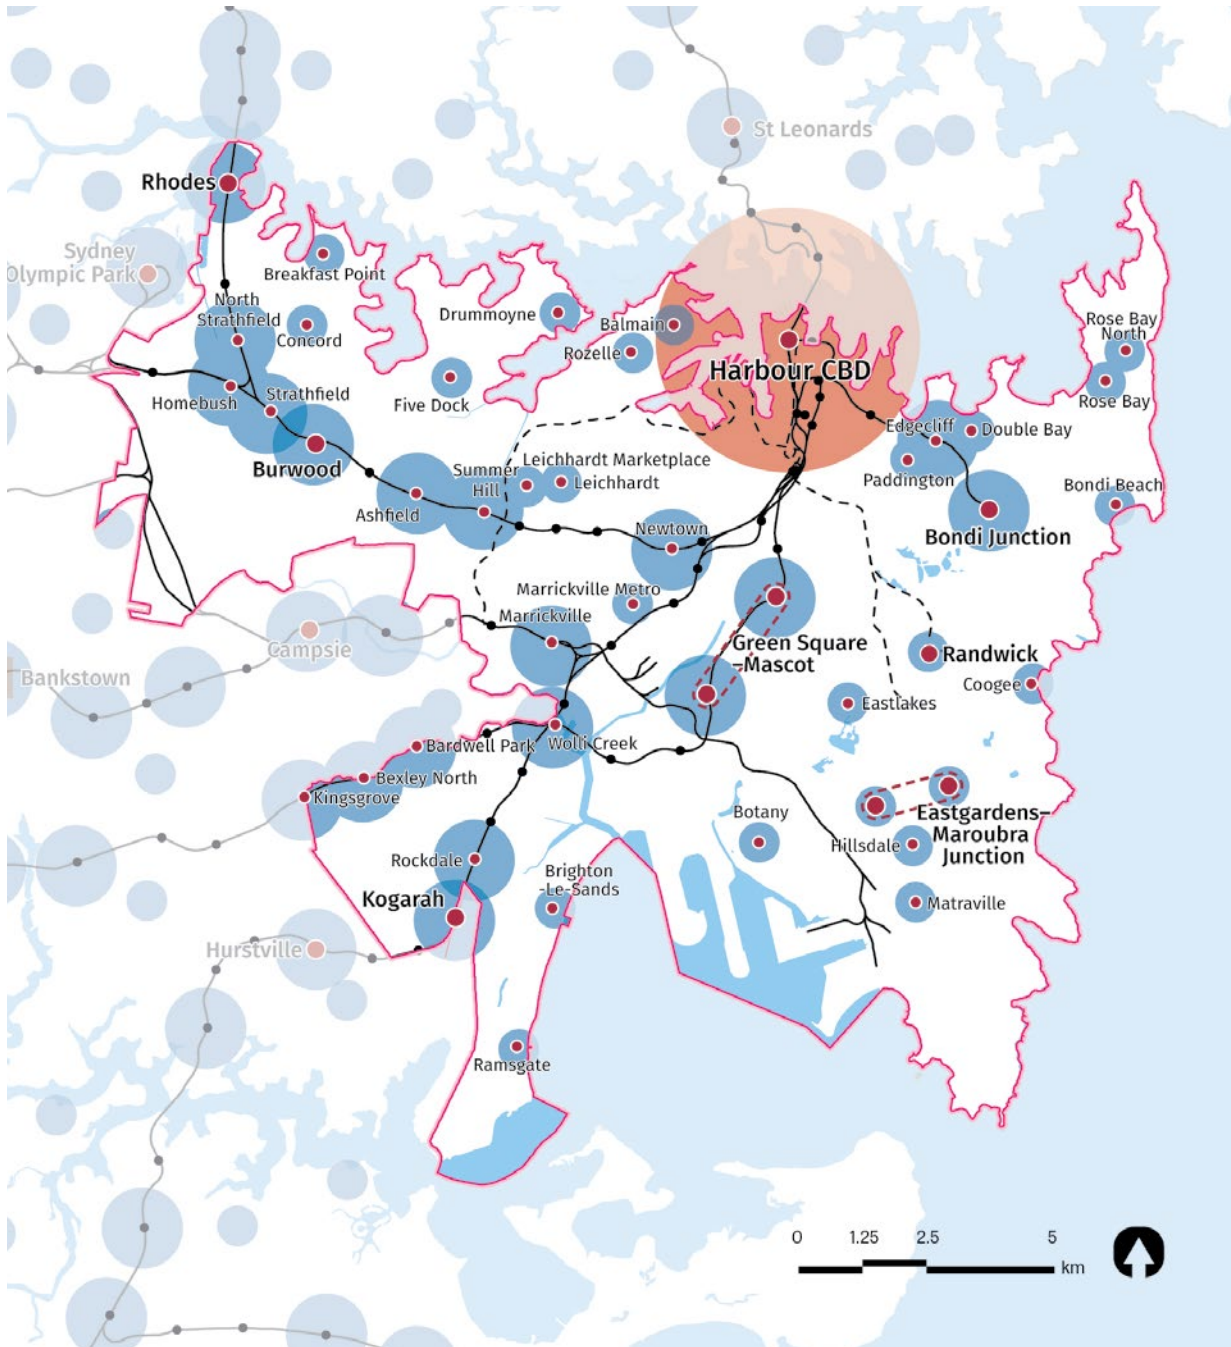 St Leonards
Rhodes
Sydney
Olympic Park
Breakfast Point
North
Strathfield
Concord
Drummoyne
Balmain
Rozelle
Harbour CBD
Rose Bay
North
Rose Bay
Homebush
Strathfield
Five Dock
Burwood
Edgecliff
Double Bay
Paddington
Bondi Beach
Bondi Junction
Summer
Hill
Leichhardt Marketplace
Leichhardt
Ashfield
Newtown
Marrickville Metro
Marrickville
Green Square
–Mascot
Randwick
Coogee
Campsie
Bankstown
Eastlakes
Bardwell Park
Wolli Creek
Bexley North
Kingsgrove
Eastgardens–
Maroubra
Junction
Botany
Hillsdale
Rockdale
Brighton
-Le-Sands
Matraville
Kogarah
Hurstville
Ramsgate
0 1.25 2.5 5
km